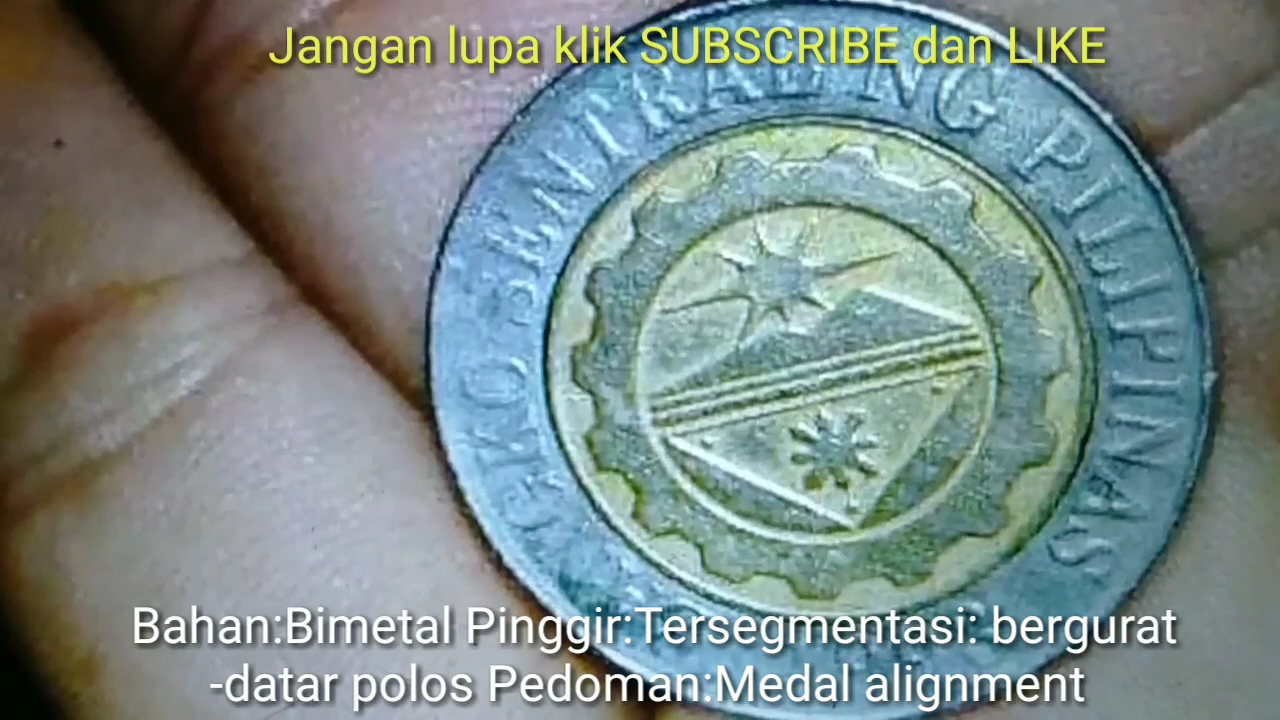 Jangan lupa klik SUBSCRIBE dan LIKE
SENTRAL NG PILIPINAS
Bahan:Bimetal Pinggir:Tersegmentasi: bergurat
-datar polos Pedoman:Medal alignment